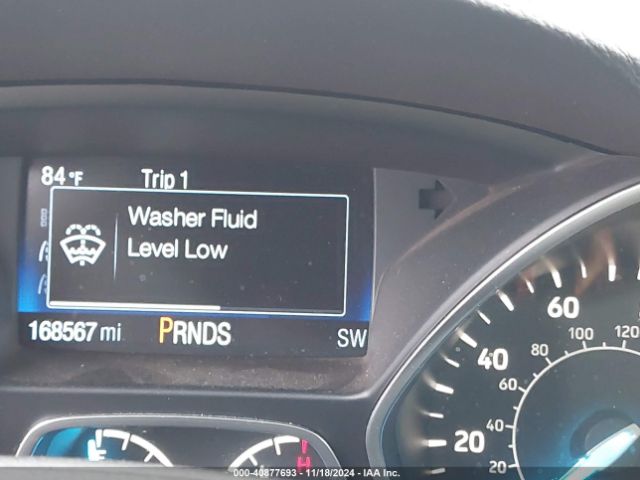 84°F Trip 1
Washer Fluid
Level Low
168567 mi PRNDS SW
60
100 120
80
40
60
40
20
20
H
00-40877693 - 11/18/2024 - IAA Inc.